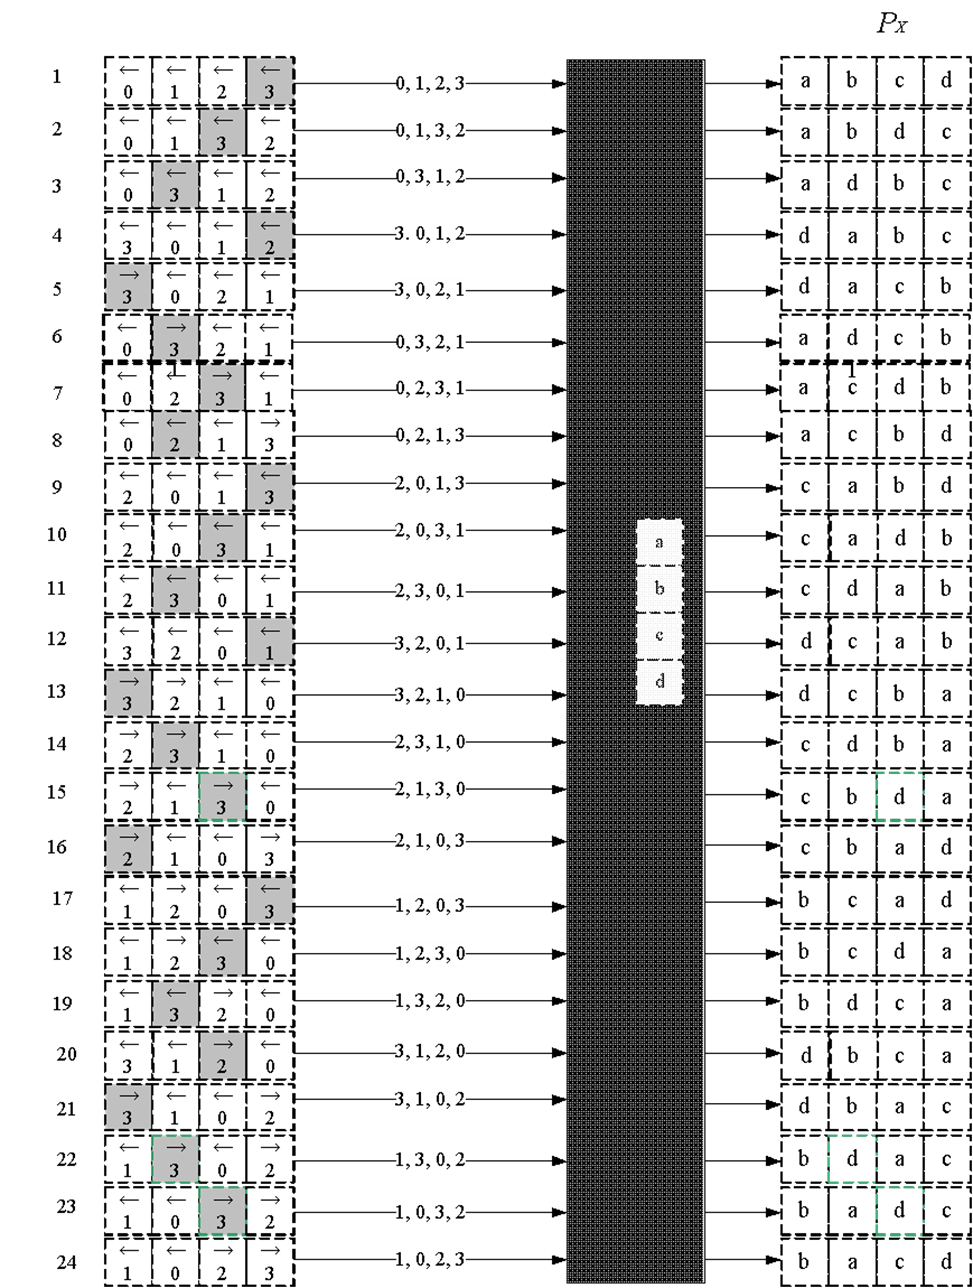 Pₓ
1 ←0 ←1 ←2 ←3 0, 1, 2, 3 a b c d
2 ←0 ←1 ←3 ←2 0, 1, 3, 2 a b d c
3 ←0 ←3 ←1 ←2 0, 3, 1, 2 a d b c
4 ←3 ←0 ←1 ←2 3. 0, 1, 2 d a b c
5 →3 ←0 ←2 ←1 3, 0, 2, 1 d a c b
6 ←0 →3 ←2 ←1 0, 3, 2, 1 a d c b
7 ←0 ←2 →3 ←1 0, 2, 3, 1 a c d b
8 ←0 ←2 ←1 →3 0, 2, 1, 3 a c b d
9 ←2 ←0 ←1 ←3 2, 0, 1, 3 c a b d
10 ←2 ←0 ←3 ←1 2, 0, 3, 1 a c a d b
11 ←2 ←3 ←0 ←1 2, 3, 0, 1 b c d a b
12 ←3 ←2 ←0 ←1 3, 2, 0, 1 c d c a b
13 →3 →2 ←1 ←0 3, 2, 1, 0 d d c b a
14 →2 →3 ←1 ←0 2, 3, 1, 0 c d b a
15 →2 ←1 →3 ←0 2, 1, 3, 0 c b d a
16 →2 ←1 ←0 →3 2, 1, 0, 3 c b a d
17 ←1 →2 ←0 ←3 1, 2, 0, 3 b c a d
18 ←1 →2 ←3 ←0 1, 2, 3, 0 b c d a
19 ←1 ←3 →2 ←0 1, 3, 2, 0 b d c a
20 ←3 ←1 →2 ←0 3, 1, 2, 0 d b c a
21 →3 ←1 ←0 →2 3, 1, 0, 2 d b a c
22 ←1 →3 ←0 →2 1, 3, 0, 2 b d a c
23 ←1 ←0 →3 →2 1, 0, 3, 2 b a d c
24 ←1 ←0 →2 →3 1, 0, 2, 3 b a c d